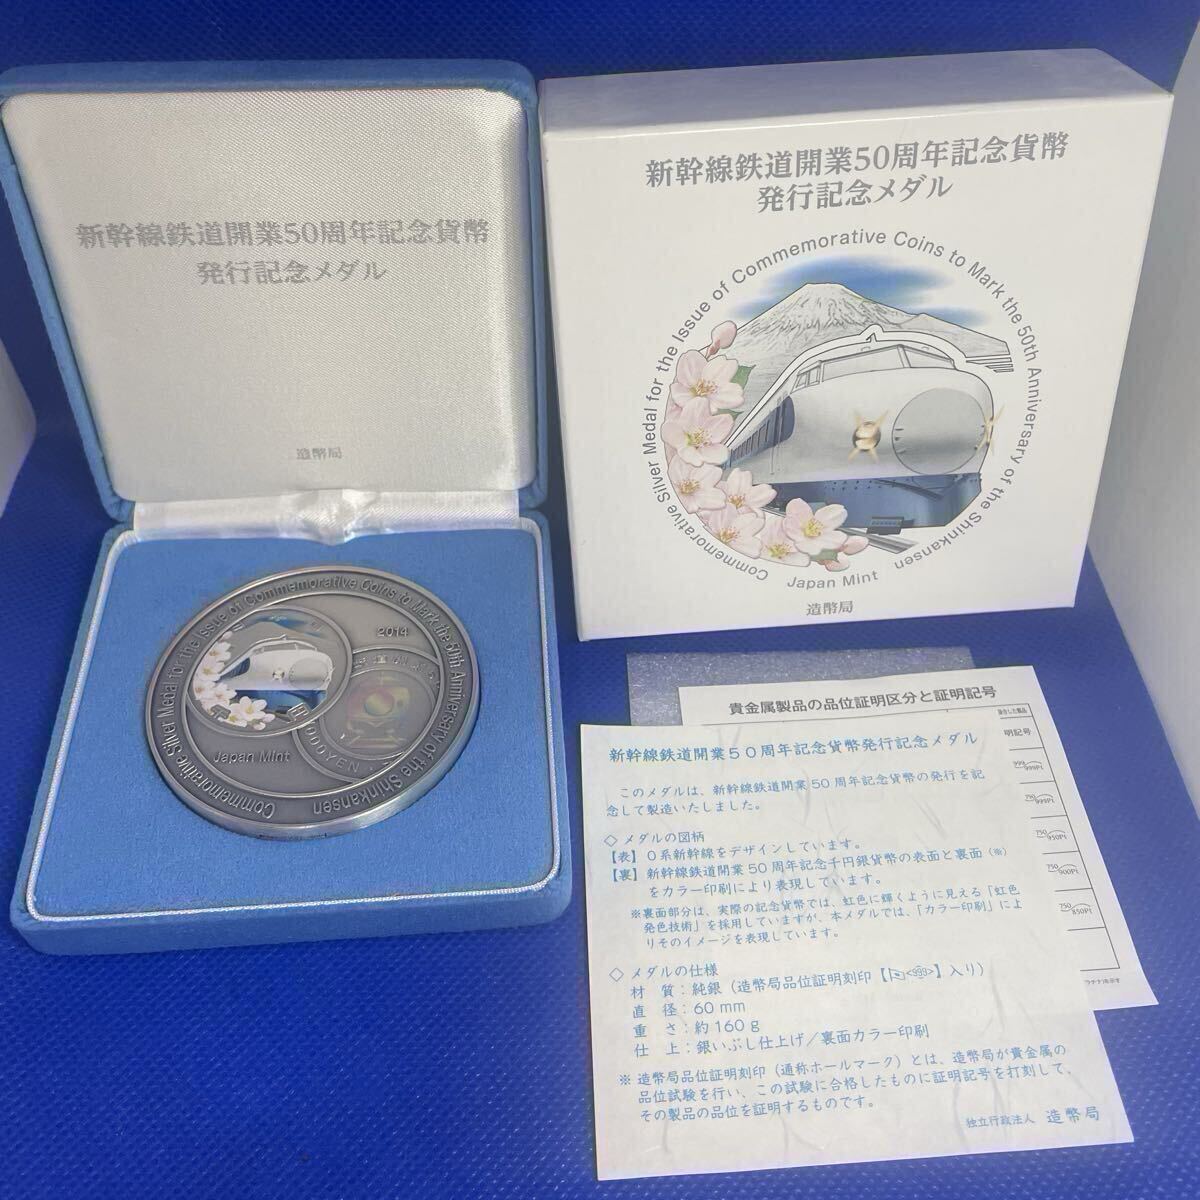 新幹線鉄道開業50周年記念貨幣
発行記念メダル
造幣局
Commemorative Silver Medal for the Issue of Commemorative Coins to Mark the 50th Anniversary of the Shinkansen
2014
Japan Mint
1000 YEN
新幹線鉄道開業50周年記念貨幣
発行記念メダル
Commemorative Silver Medal for the Issue of Commemorative Coins to Mark the 50th Anniversary of the Shinkansen
Japan Mint
造幣局
貴金属製品の品位証明区分と証明記号
明記号
999
999Pt
750
999Pt
750
950Pt
750
900Pt
750
850Pt
新幹線鉄道開業50周年記念貨幣発行記念メダル
このメダルは、新幹線鉄道開業50周年記念貨幣の発行を記
念して製造いたしました。
◇ メダルの図柄
【表】0系新幹線をデザインしています。
【裏】新幹線鉄道開業50周年記念千円銀貨幣の表面と裏面(※)
をカラー印刷により表現しています。
※裏面部分は、実際の記念貨幣では、虹色に輝くように見える「虹色
発色技術」を採用していますが、本メダルでは、「カラー印刷」によ
りそのイメージを表現しています。
◇ メダルの仕様
材 質:純銀(造幣局品位証明刻印【<999>】入り)
直 径:60 mm
重 さ:約160 g
仕 上:銀いぶし仕上げ/裏面カラー印刷
※ 造幣局品位証明刻印(通称ホールマーク)とは、造幣局が貴金属の
品位試験を行い、この試験に合格したものに証明記号を打刻して、
その製品の品位を証明するものです。
独立行政法人 造幣局